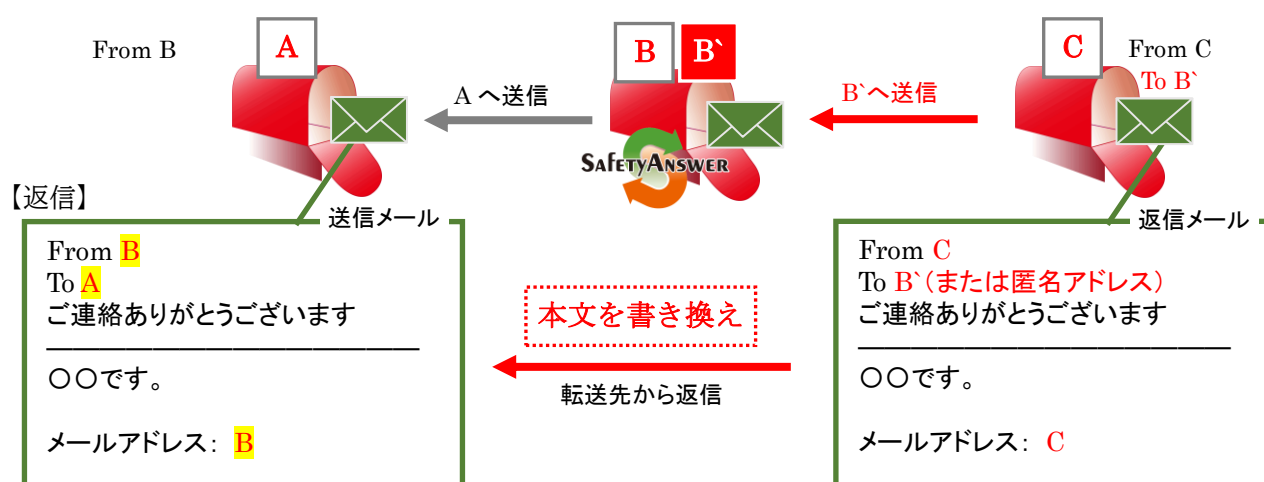 From B
A
B
B`
C
From C
To B`
A へ送信
B`へ送信
SAFETYANSWER
【返信】
送信メール
From B
To A
ご連絡ありがとうございます
〇〇です。
メールアドレス： B
本文を書き換え
転送先から返信
返信メール
From C
To B`（または匿名アドレス）
ご連絡ありがとうございます
〇〇です。
メールアドレス： C